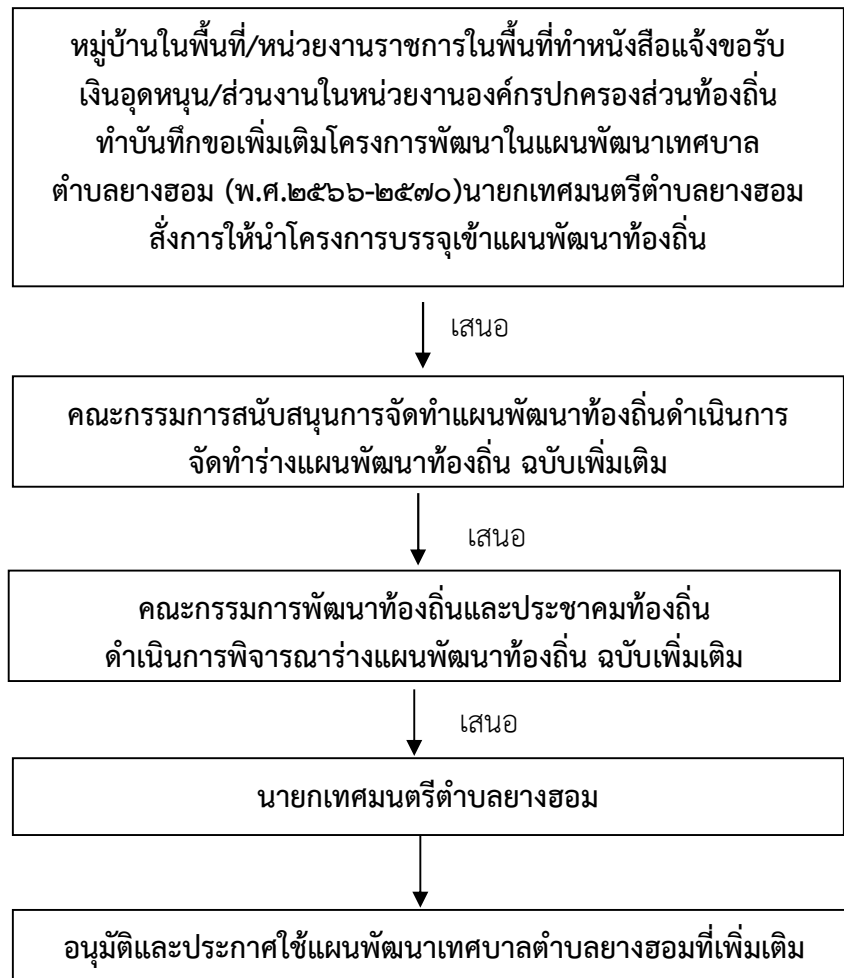 หมู่บ้านในพื้นที่/หน่วยงานราชการในพื้นที่ทำหนังสือแจ้งขอรับ
เงินอุดหนุน/ส่วนงานในหน่วยงานองค์กรปกครองส่วนท้องถิ่น
ทำบันทึกขอเพิ่มเติมโครงการพัฒนาในแผนพัฒนาเทศบาล
ตำบลยางฮอม (พ.ศ.๒๕๖๖-๒๕๗๐)นายกเทศมนตรีตำบลยางฮอม
สั่งการให้นำโครงการบรรจุเข้าแผนพัฒนาท้องถิ่น
เสนอ
คณะกรรมการสนับสนุนการจัดทำแผนพัฒนาท้องถิ่นดำเนินการ
จัดทำร่างแผนพัฒนาท้องถิ่น ฉบับเพิ่มเติม
เสนอ
คณะกรรมการพัฒนาท้องถิ่นและประชาคมท้องถิ่น
ดำเนินการพิจารณาร่างแผนพัฒนาท้องถิ่น ฉบับเพิ่มเติม
เสนอ
นายกเทศมนตรีตำบลยางฮอม
อนุมัติและประกาศใช้แผนพัฒนาเทศบาลตำบลยางฮอมที่เพิ่มเติม